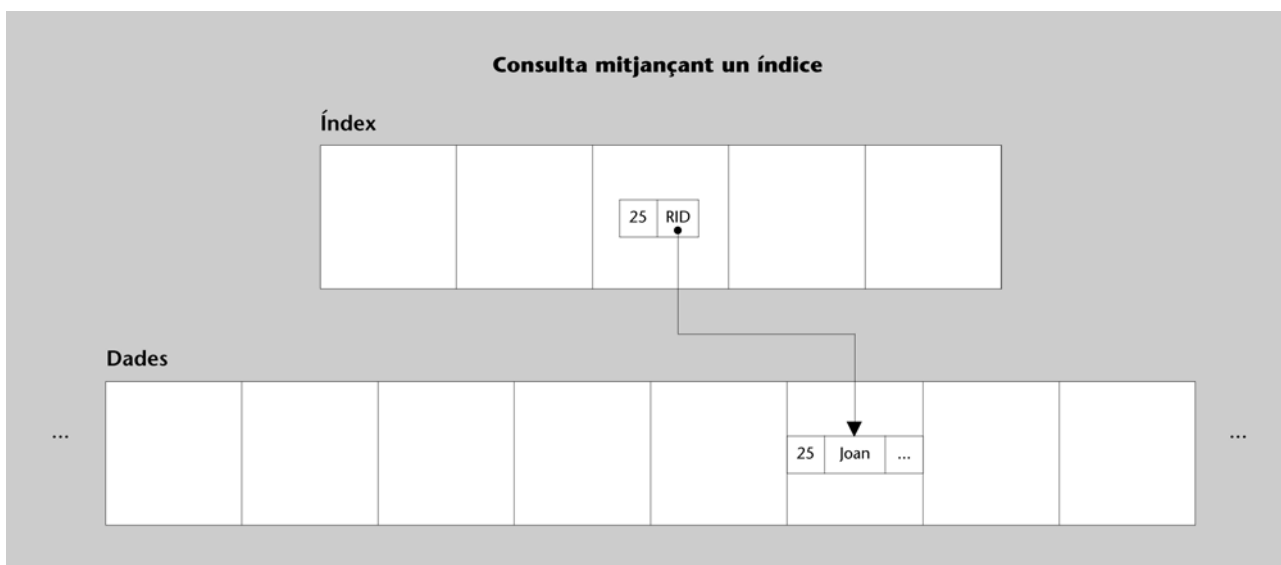 Consulta mitjançant un índice
Índex
25 RID
Dades
... ...
25 Joan ...